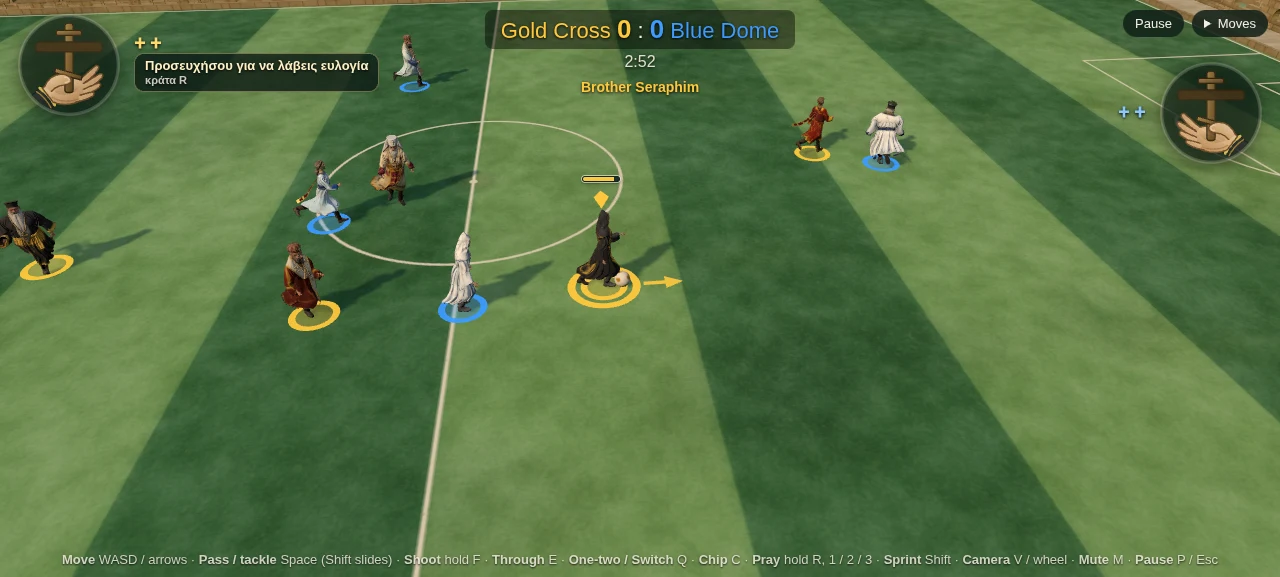 Gold Cross 0 : 0 Blue Dome
2:52
Brother Seraphim
Pause
Moves
++
Προσευχήσου για να λάβεις ευλογία
κράτα R
++
Move WASD / arrows · Pass / tackle Space (Shift slides) · Shoot hold F · Through E · One-two / Switch Q · Chip C · Pray hold R, 1 / 2 / 3 · Sprint Shift · Camera V / wheel · Mute M · Pause P / Esc